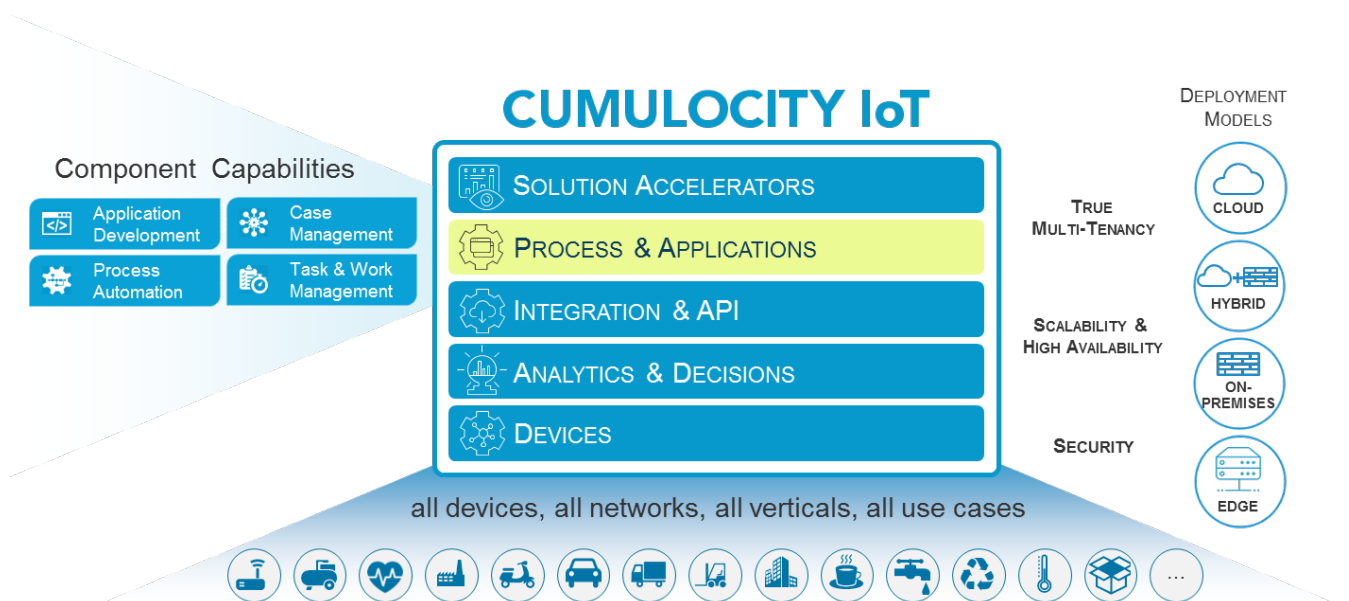 CUMULOCITY IoT
Component Capabilities
Application
Development
Case
Management
Process
Automation
Task & Work
Management
SOLUTION ACCELERATORS
PROCESS & APPLICATIONS
INTEGRATION & API
ANALYTICS & DECISIONS
DEVICES
TRUE
MULTI-TENANCY
SCALABILITY &
HIGH AVAILABILITY
SECURITY
DEPLOYMENT
MODELS
CLOUD
HYBRID
ON-
PREMISES
EDGE
all devices, all networks, all verticals, all use cases
...